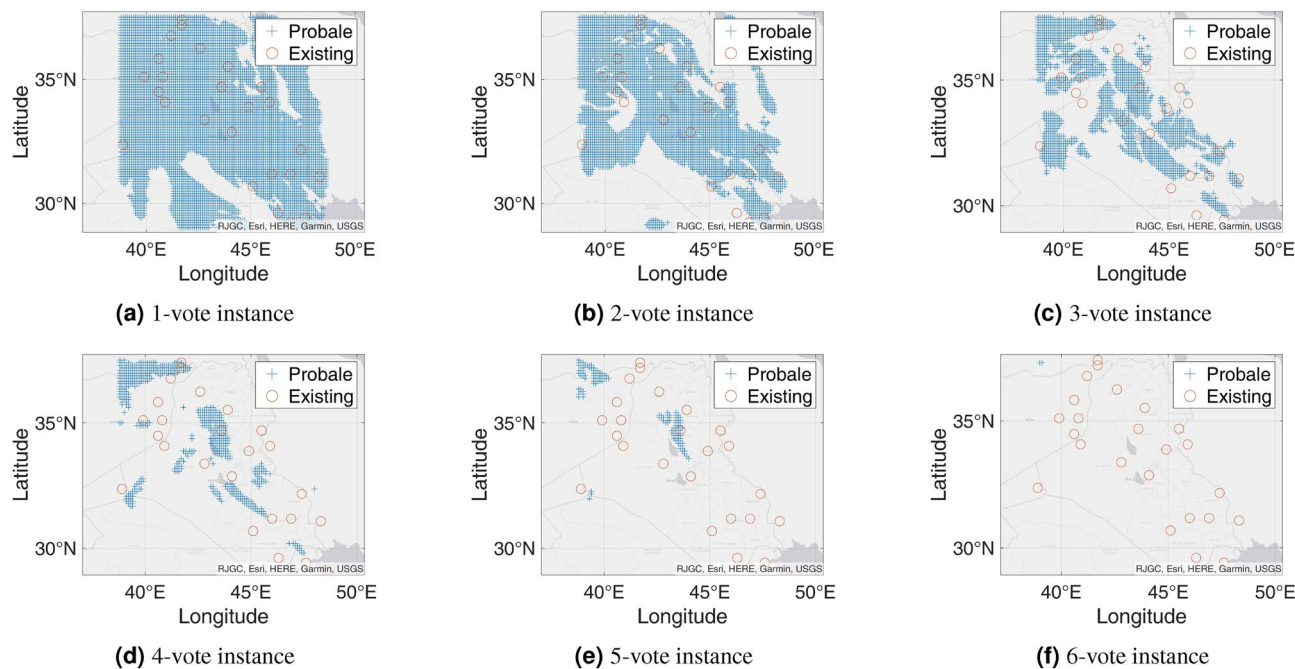 Probale
Existing
35°N
30°N
Latitude
RJGC, Esri, HERE, Garmin, USGS
40°E
45°E
50°E
Longitude
(a) 1-vote instance
Probale
Existing
35°N
30°N
Latitude
RJGC, Esri, HERE, Garmin, USGS
40°E
45°E
50°E
Longitude
(b) 2-vote instance
Probale
Existing
35°N
30°N
Latitude
RJGC, Esri, HERE, Garmin, USGS
40°E
45°E
50°E
Longitude
(c) 3-vote instance
Probale
Existing
35°N
30°N
Latitude
RJGC, Esri, HERE, Garmin, USGS
40°E
45°E
50°E
Longitude
(d) 4-vote instance
Probale
Existing
35°N
30°N
Latitude
RJGC, Esri, HERE, Garmin, USGS
40°E
45°E
50°E
Longitude
(e) 5-vote instance
Probale
Existing
35°N
30°N
Latitude
RJGC, Esri, HERE, Garmin, USGS
40°E
45°E
50°E
Longitude
(f) 6-vote instance